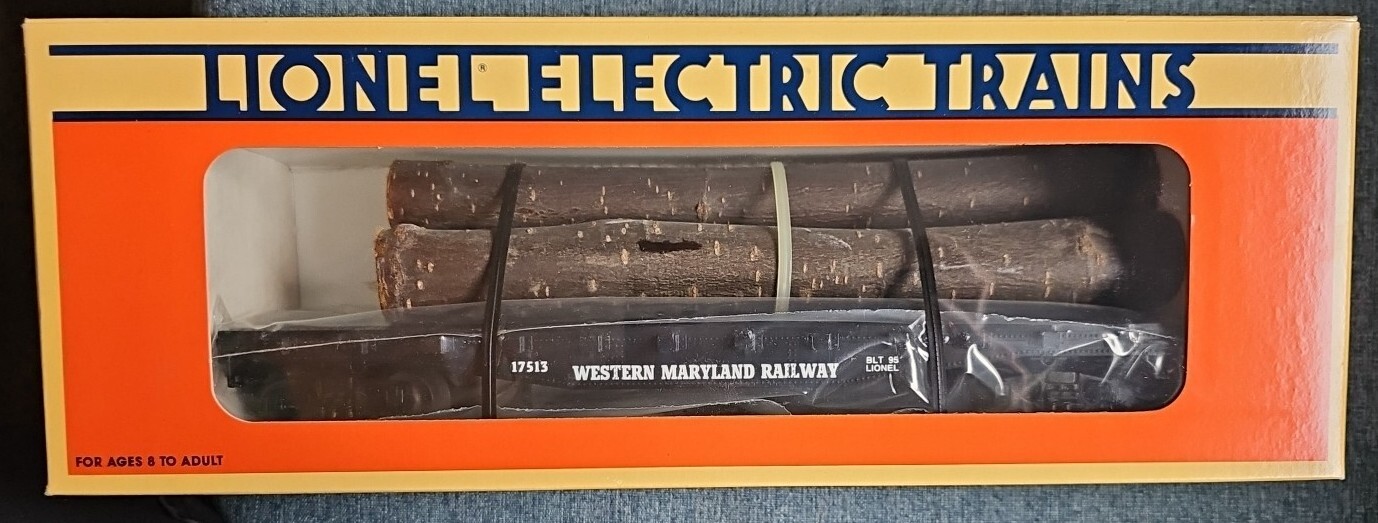 LIONEL® ELECTRIC TRAINS
17513 WESTERN MARYLAND RAILWAY
BLT 95
LIONEL
FOR AGES 8 TO ADULT